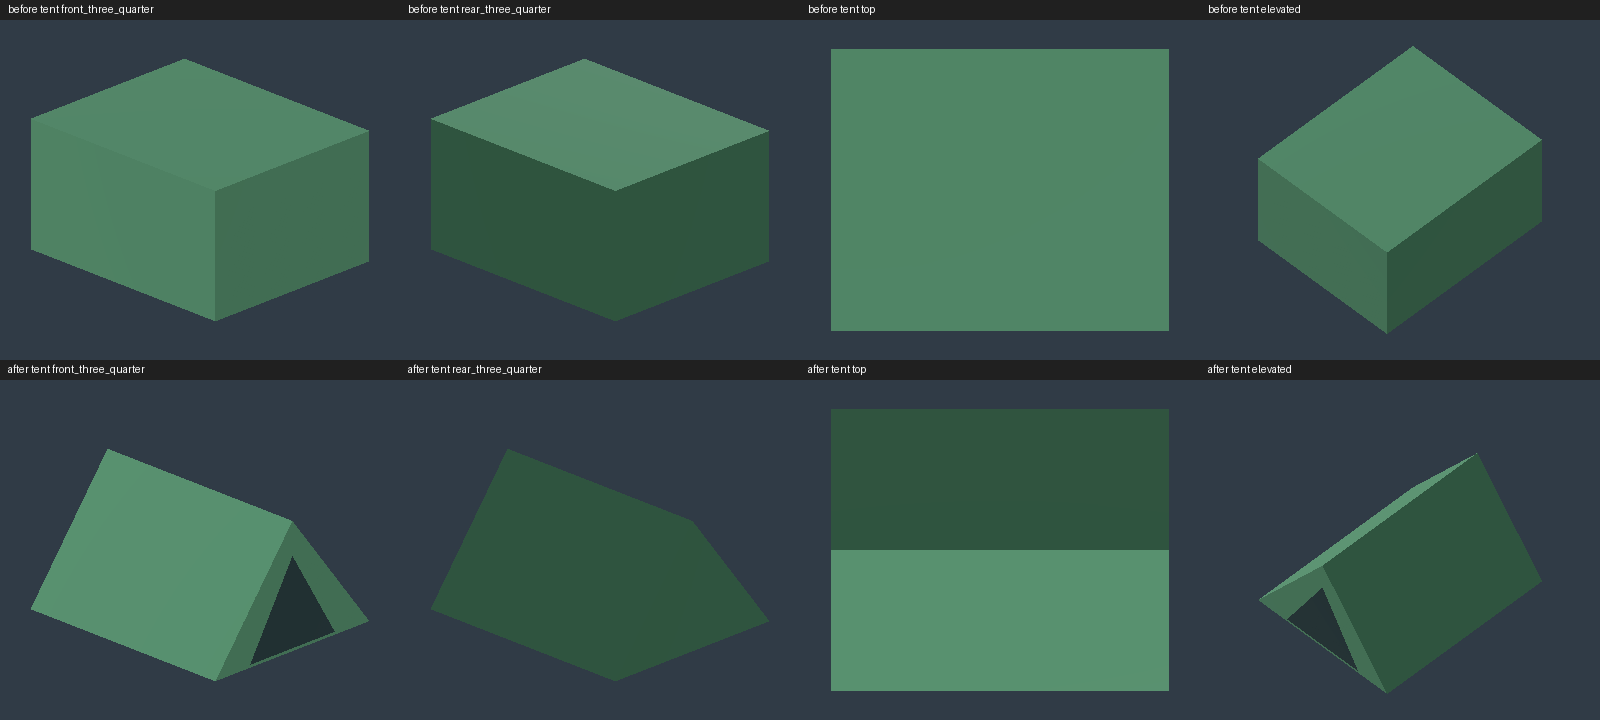 before tent front_three_quarter
before tent rear_three_quarter
before tent top
before tent elevated
after tent front_three_quarter
after tent rear_three_quarter
after tent top
after tent elevated